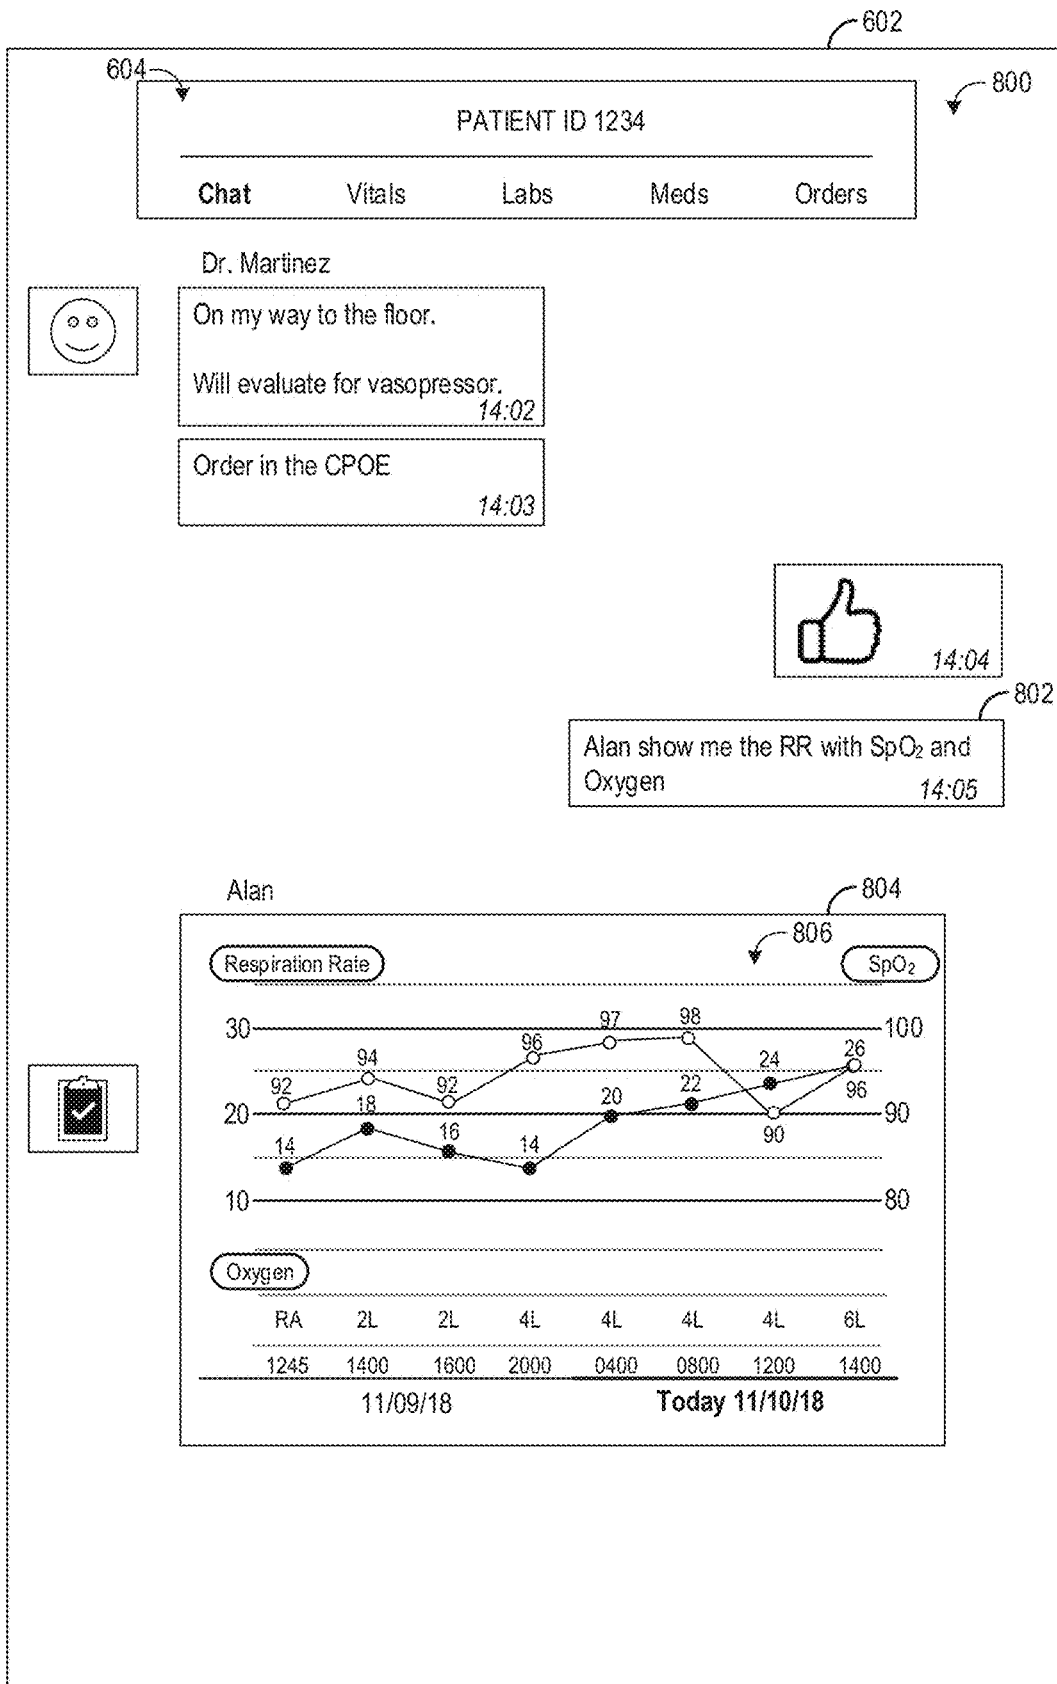 602
604
800
PATIENT ID 1234
Chat Vitals Labs Meds Orders
Dr. Martinez
On my way to the floor.
Will evaluate for vasopressor.
14:02
Order in the CPOE
14:03
14:04
802
Alan show me the RR with SpO₂ and
Oxygen 14:05
Alan
804
806
Respiration Rate SpO₂
30 97 98 100
96 24 26
92 94 92 20 22 96
20 18 90
14 16 14 90
10 80
Oxygen
RA 2L 2L 4L 4L 4L 4L 6L
1245 1400 1600 2000 0400 0800 1200 1400
11/09/18 Today 11/10/18